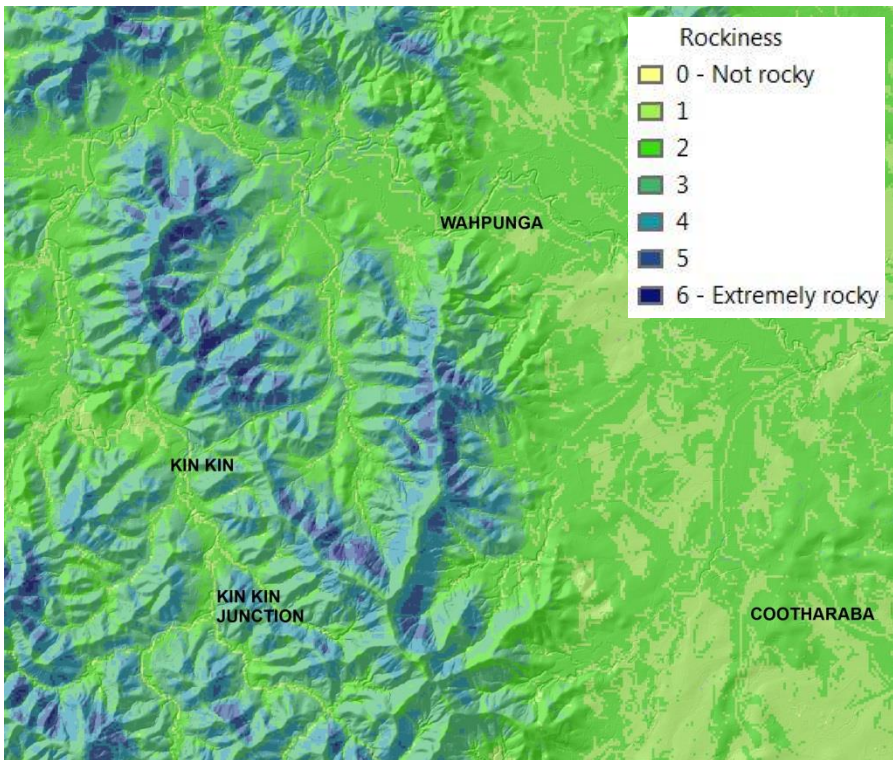 Rockiness
0 - Not rocky
1
2
3
4
5
6 - Extremely rocky
WAHPUNGA
KIN KIN
KIN KIN
JUNCTION
COOTHARABA